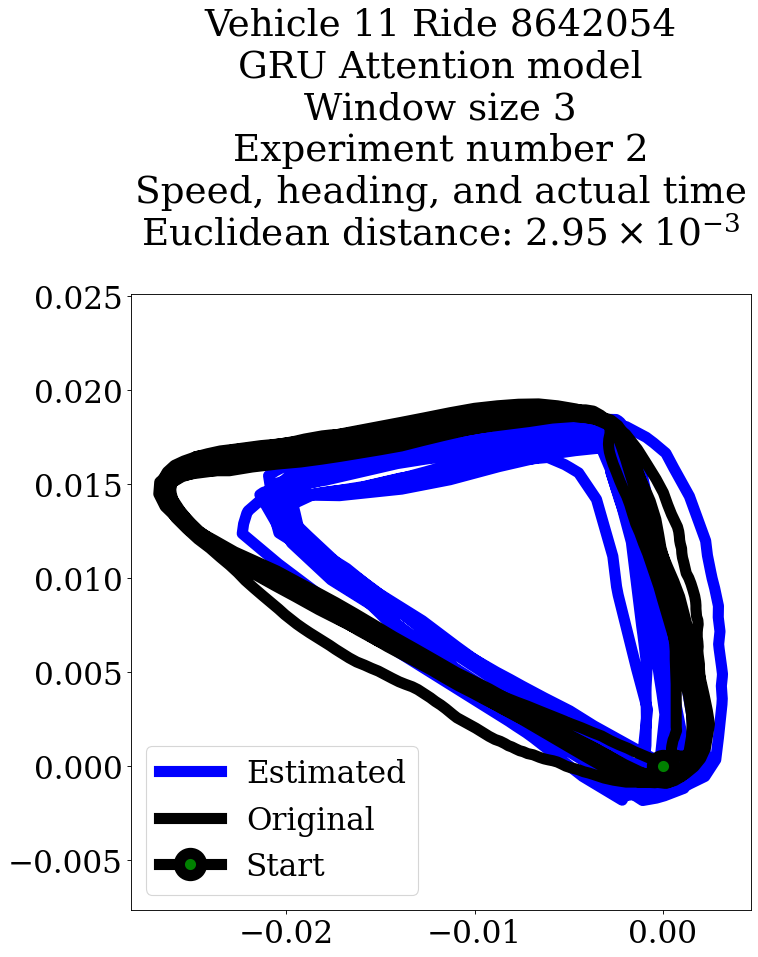 Vehicle 11 Ride 8642054
GRU Attention model
Window size 3
Experiment number 2
Speed, heading, and actual time
Euclidean distance: 2.95 × 10⁻³
0.025
0.020
0.015
0.010
0.005
0.000
−0.005
Estimated
Original
Start
−0.02
−0.01
0.00